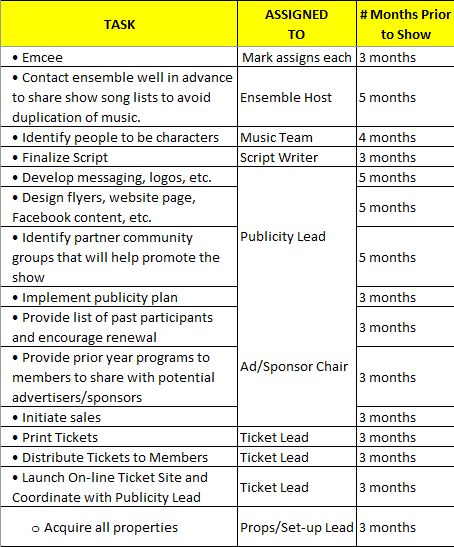 TASK ASSIGNED TO # Months Prior to Show
• Emcee Mark assigns each 3 months
• Contact ensemble well in advance
to share show song lists to avoid
duplication of music.
Ensemble Host 5 months
• Identify people to be characters Music Team 4 months
• Finalize Script Script Writer 3 months
• Develop messaging, logos, etc. 5 months
• Design flyers, website page,
Facebook content, etc.
5 months
Publicity Lead
• Identify partner community
groups that will help promote the
show
5 months
• Implement publicity plan 3 months
• Provide list of past participants
and encourage renewal
3 months
• Provide prior year programs to
members to share with potential
advertisers/sponsors
Ad/Sponsor Chair
3 months
• Initiate sales 3 months
• Print Tickets Ticket Lead 3 months
• Distribute Tickets to Members Ticket Lead 3 months
• Launch On-line Ticket Site and
Coordinate with Publicity Lead
Ticket Lead 3 months
o Acquire all properties Props/Set-up Lead 3 months